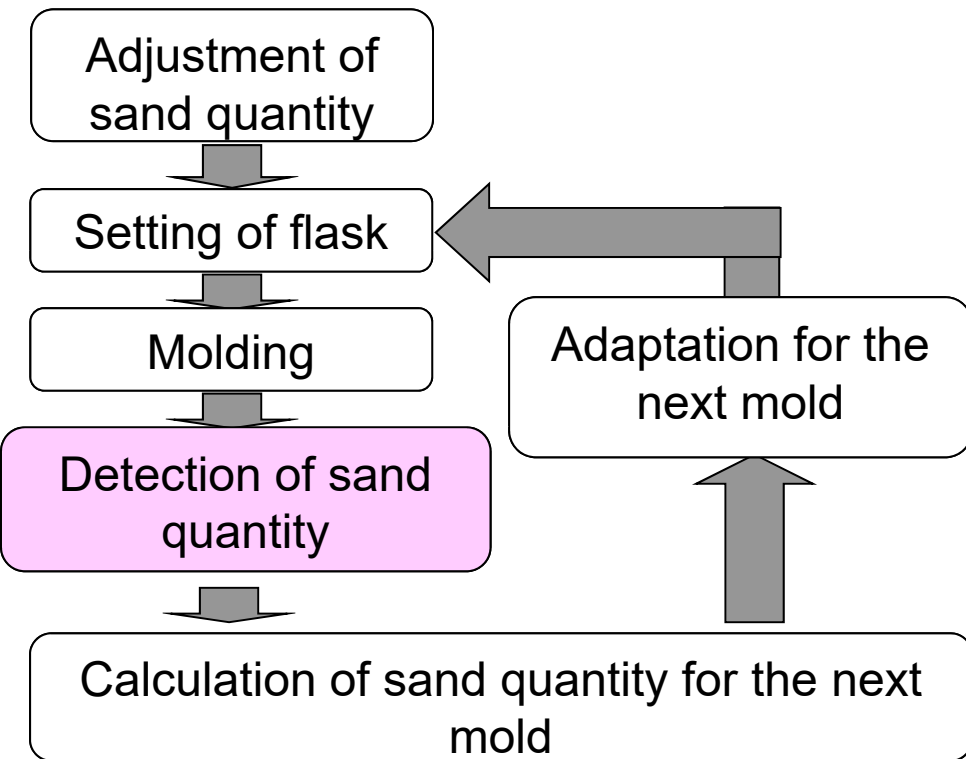 Adjustment of
sand quantity
Setting of flask
Molding
Adaptation for the
next mold
Detection of sand
quantity
Calculation of sand quantity for the next
mold